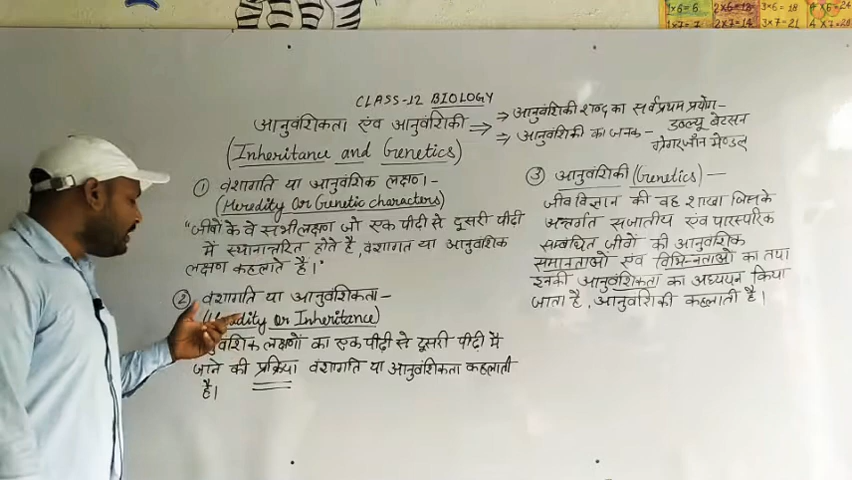 1×6=6 2×6=12 3×6=18 4×6=24
1×7=7 2×7=14 3×7=21 4×7=28
CLASS-12 BIOLOGY
आनुवंशिकता एंव आनुवंशिकी
(Inheritance and Genetics)
⇒ आनुवंशिकी शब्द का सर्वप्रथम प्रयोग-
डब्ल्यू बेटसन
⇒ आनुवंशिकी का जनक-
ग्रेगर जॉन मेण्डल
① वंशागति या आनुवंशिक लक्षण।-
(Heredity or Genetic characters)
"जीवों के वे सभी लक्षण जो एक पीढी से दूसरी पीढी
में स्थानान्तरित होते है, वंशागत या आनुवंशिक
लक्षण कहलाते है।"
② वंशागति या आनुवंशिकता-
(Heredity or Inheritance)
आनुवंशिक लक्षणों का एक पीढ़ी से दूसरी पीढ़ी में
जाने की प्रक्रिया वंशागति या आनुवंशिकता कहलाती
है।
③ आनुवंशिकी (Genetics)-
जीव विज्ञान की वह शाखा जिसके
अन्तर्गत सजातीय एंव पारस्परिक
सम्बंधित जीवों की आनुवंशिक
समानताओ एंव विभिन्नताओ का तथा
इनकी आनुवंशिकता का अध्ययन किया
जाता है, आनुवंशिकी कहलाती है।